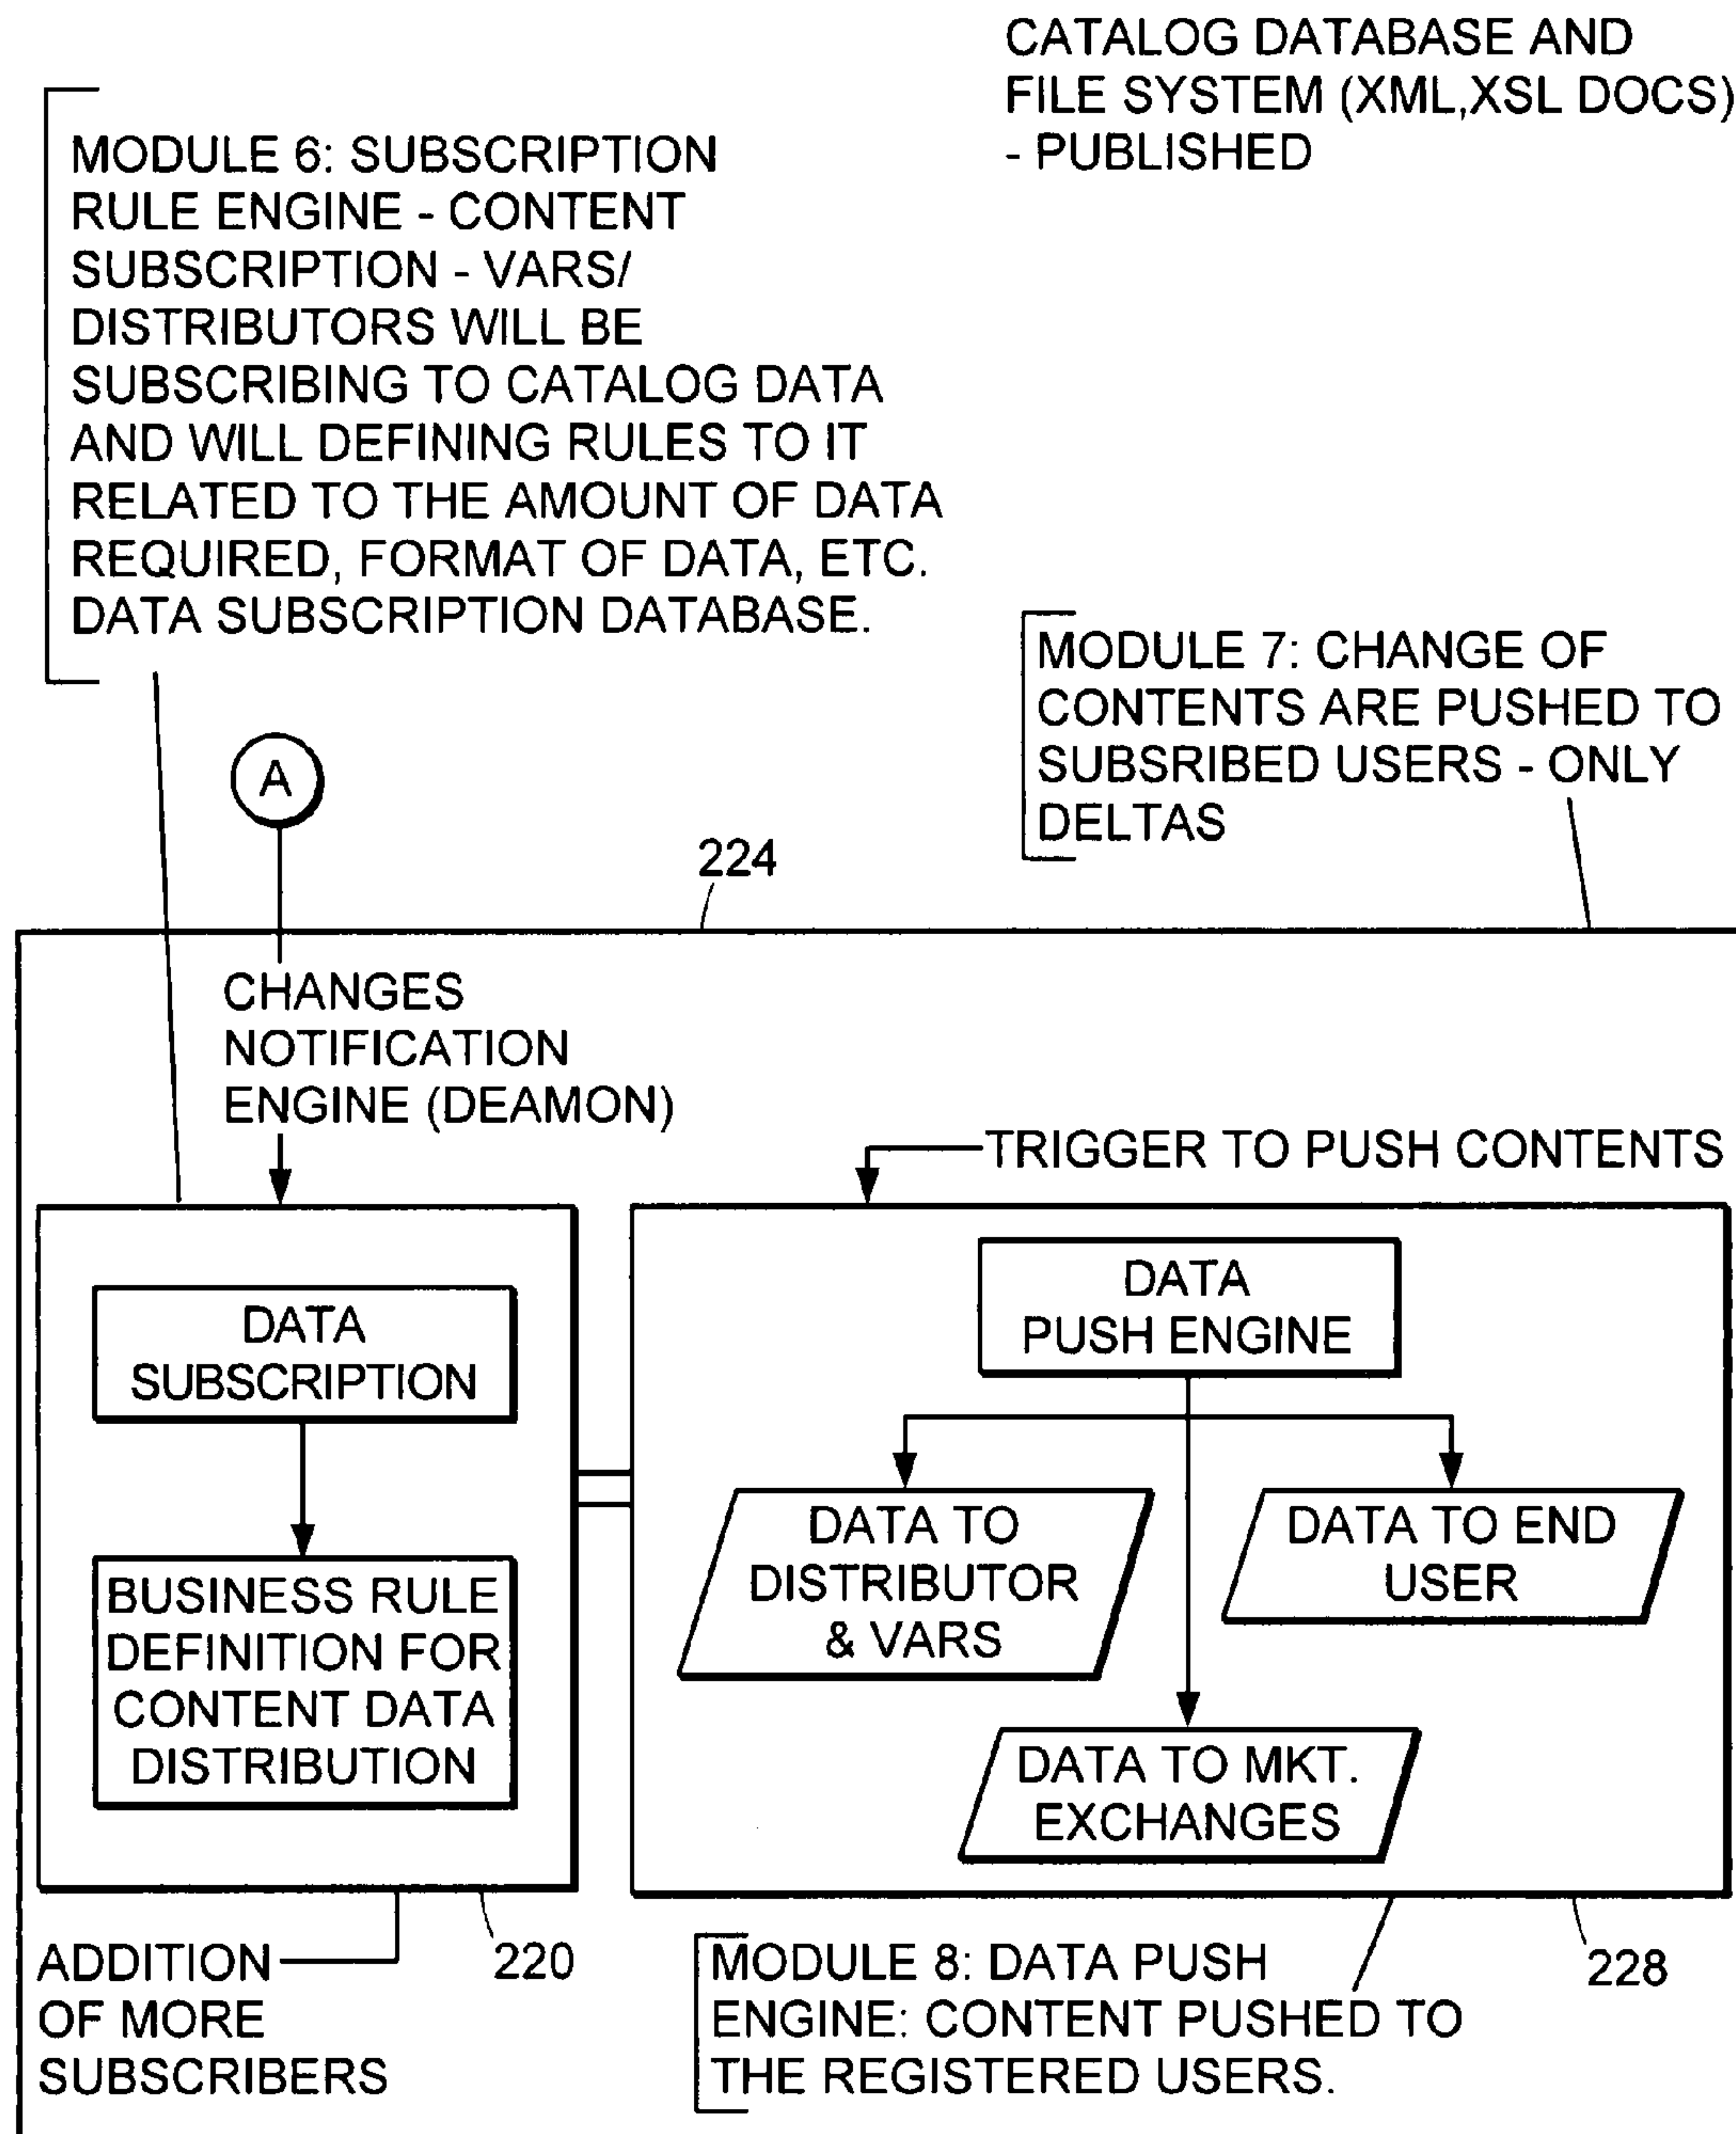 CATALOG DATABASE AND
FILE SYSTEM (XML,XSL DOCS)
- PUBLISHED
MODULE 6: SUBSCRIPTION
RULE ENGINE - CONTENT
SUBSCRIPTION - VARS/
DISTRIBUTORS WILL BE
SUBSCRIBING TO CATALOG DATA
AND WILL DEFINING RULES TO IT
RELATED TO THE AMOUNT OF DATA
REQUIRED, FORMAT OF DATA, ETC.
DATA SUBSCRIPTION DATABASE.
MODULE 7: CHANGE OF
CONTENTS ARE PUSHED TO
SUBSRIBED USERS - ONLY
DELTAS
A
224
CHANGES
NOTIFICATION
ENGINE (DEAMON)
TRIGGER TO PUSH CONTENTS
DATA
SUBSCRIPTION
BUSINESS RULE
DEFINITION FOR
CONTENT DATA
DISTRIBUTION
DATA
PUSH ENGINE
DATA TO
DISTRIBUTOR
& VARS
DATA TO END
USER
DATA TO MKT.
EXCHANGES
ADDITION
OF MORE
SUBSCRIBERS
220
MODULE 8: DATA PUSH
ENGINE: CONTENT PUSHED TO
THE REGISTERED USERS.
228